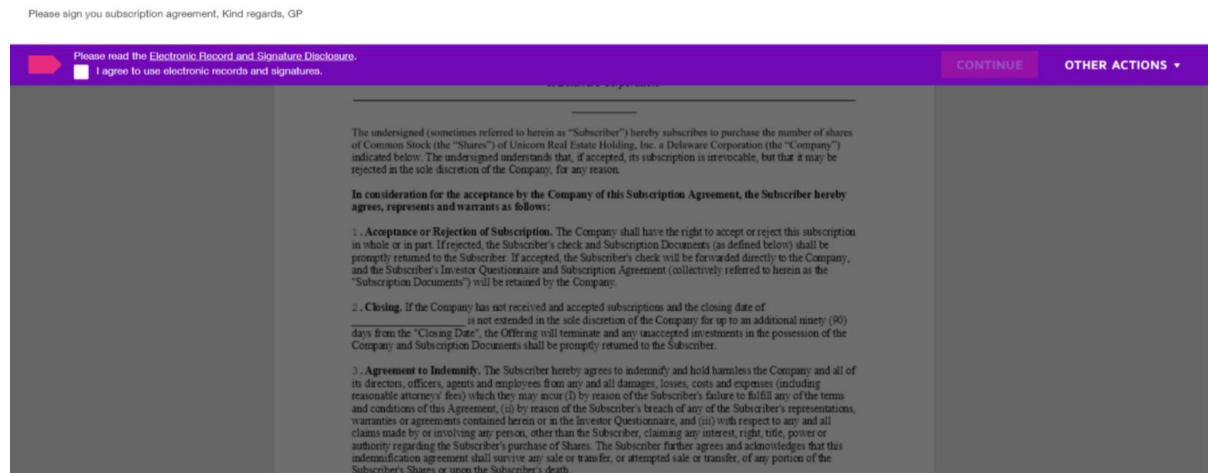 Please sign you subscription agreement, Kind regards, GP
Please read the Electronic Record and Signature Disclosure.
I agree to use electronic records and signatures.
CONTINUE
OTHER ACTIONS
The undersigned (sometimes referred to herein as “Subscriber”) hereby subscribes to purchase the number of shares
of Common Stock (the “Shares”) of Unicorn Real Estate Holding, Inc. a Delaware Corporation (the “Company”)
indicated below. The undersigned understands that, if accepted, its subscription is irrevocable, but that it may be
rejected in the sole discretion of the Company, for any reason.
In consideration for the acceptance by the Company of this Subscription Agreement, the Subscriber hereby
agrees, represents and warrants as follows:
1. Acceptance or Rejection of Subscription. The Company shall have the right to accept or reject this subscription
in whole or in part. If rejected, the Subscriber's check and Subscription Documents (as defined below) shall be
promptly returned to the Subscriber. If accepted, the Subscriber's check will be forwarded directly to the Company,
and the Subscriber's Investor Questionnaire and Subscription Agreement (collectively referred to herein as the
"Subscription Documents") will be retained by the Company.
2. Closing. If the Company has not received and accepted subscriptions and the closing date of
____________________ is not extended in the sole discretion of the Company for up to an additional ninety (90)
days from the "Closing Date", the Offering will terminate and any unaccepted investments in the possession of the
Company and Subscription Documents shall be promptly returned to the Subscriber.
3. Agreement to Indemnify. The Subscriber hereby agrees to indemnify and hold harmless the Company and all of
its directors, officers, agents and employees from any and all damages, losses, costs and expenses (including
reasonable attorneys' fees) which they may incur (I) by reason of the Subscriber's failure to fulfill any of the terms
and conditions of this Agreement, (ii) by reason of the Subscriber's breach of any of the Subscriber's representations,
warranties or agreements contained herein or in the Investor Questionnaire, and (iii) with respect to any and all
claims made by or involving any person, other than the Subscriber, claiming any interest, right, title, power or
authority regarding the Subscriber's purchase of Shares. The Subscriber further agrees and acknowledges that this
indemnification agreement shall survive any sale or transfer, or attempted sale or transfer, of any portion of the
Subscriber's Shares or upon the Subscriber's death.